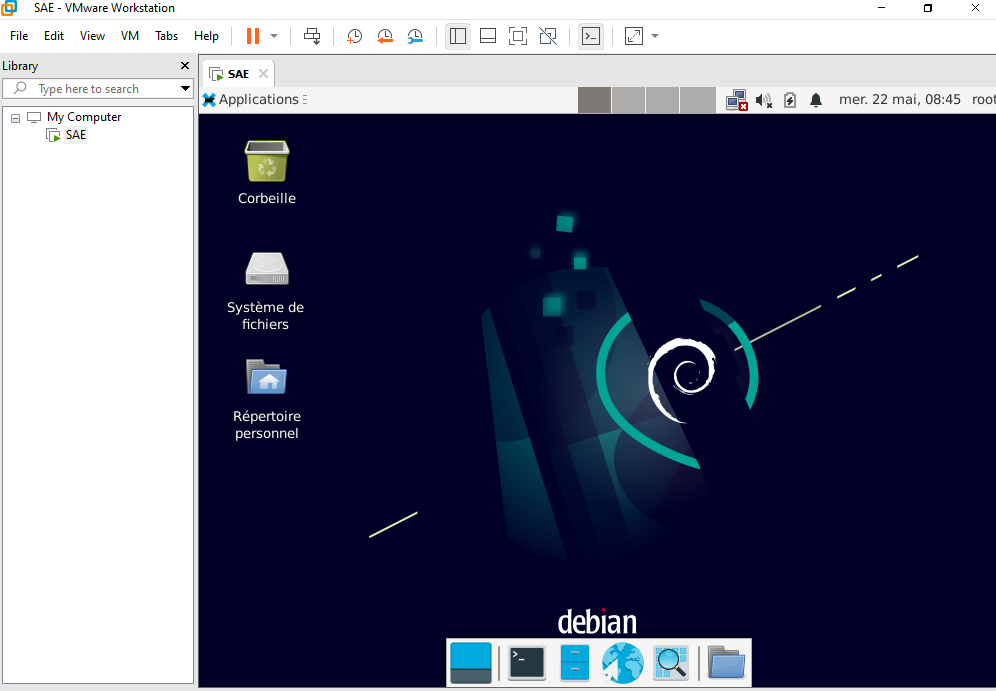 SAE - VMware Workstation
File Edit View VM Tabs Help
Library
Type here to search
My Computer
SAE
SAE
Applications
mer. 22 mai, 08:45 root
Corbeille
Système de
fichiers
Répertoire
personnel
debian